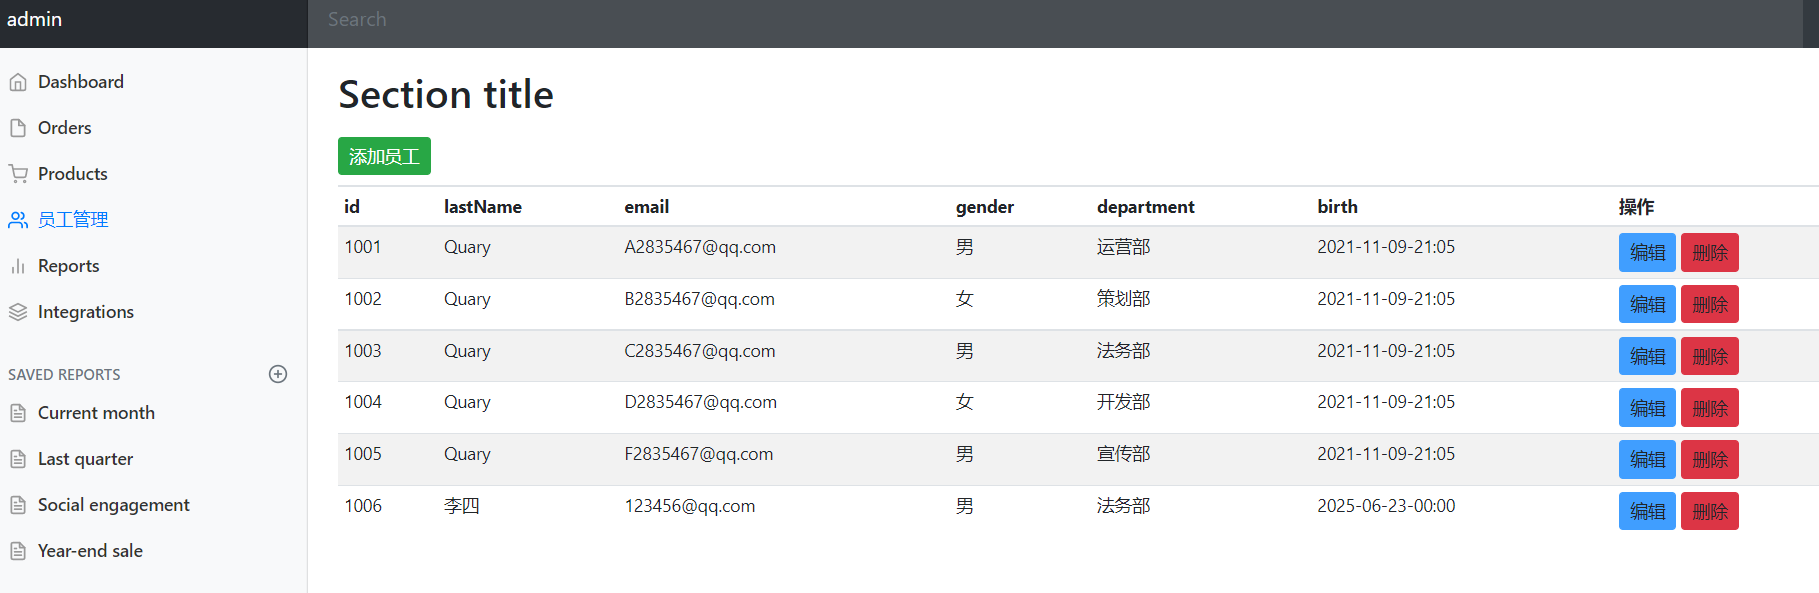 admin
Search
Dashboard
Orders
Products
员工管理
Reports
Integrations
SAVED REPORTS
Current month
Last quarter
Social engagement
Year-end sale
Section title
添加员工
id lastName email gender department birth 操作
1001 Quary A2835467@qq.com 男 运营部 2021-11-09-21:05 编辑 删除
1002 Quary B2835467@qq.com 女 策划部 2021-11-09-21:05 编辑 删除
1003 Quary C2835467@qq.com 男 法务部 2021-11-09-21:05 编辑 删除
1004 Quary D2835467@qq.com 女 开发部 2021-11-09-21:05 编辑 删除
1005 Quary F2835467@qq.com 男 宣传部 2021-11-09-21:05 编辑 删除
1006 李四 123456@qq.com 男 法务部 2025-06-23-00:00 编辑 删除